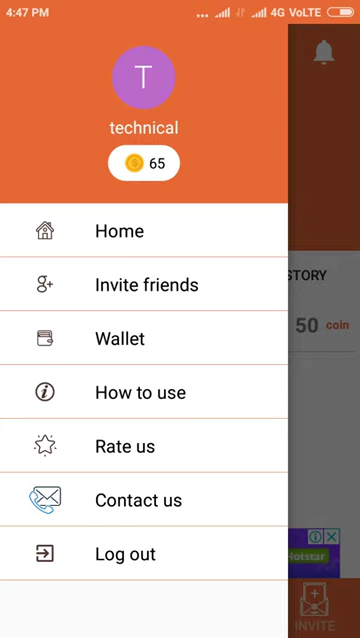 4:47 PM
4G VoLTE
T
technical
65
Home
Invite friends
STORY
Wallet
50 coin
How to use
Rate us
Contact us
Hotstar
Log out
INVITE